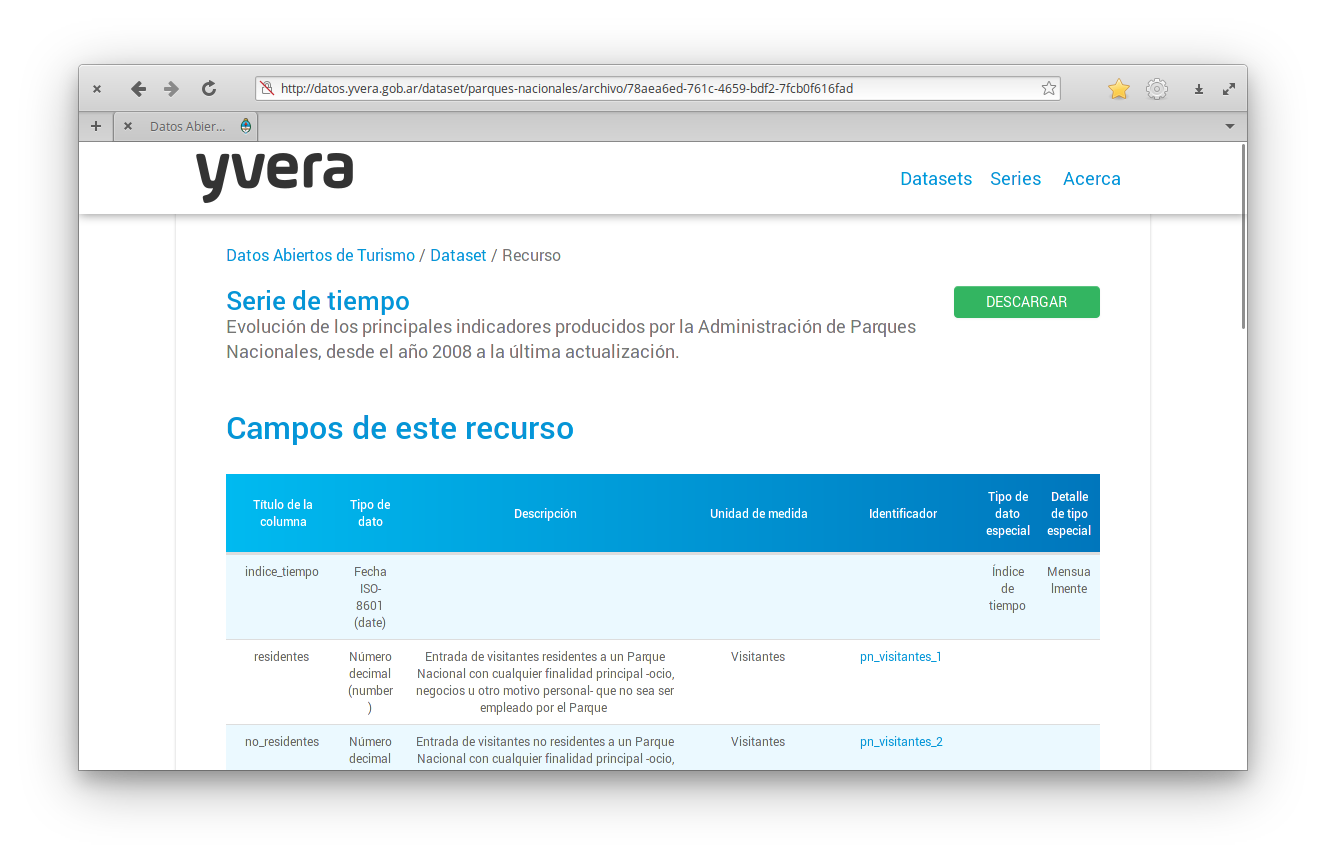 http://datos.yvera.gob.ar/dataset/parques-nacionales/archivo/78aea6ed-761c-4659-bdf2-7fcb0f616fad
Datos Abier...
yvera
Datasets Series Acerca
Datos Abiertos de Turismo / Dataset / Recurso
Serie de tiempo
DESCARGAR
Evolución de los principales indicadores producidos por la Administración de Parques
Nacionales, desde el año 2008 a la última actualización.
Campos de este recurso
Título de la
columna
Tipo de
dato
Descripción
Unidad de medida
Identificador
Tipo de
dato
especial
Detalle
de tipo
especial
indice_tiempo
Fecha
ISO-
8601
(date)
Índice
de
tiempo
Mensua
lmente
residentes
Número
decimal
(number
)
Entrada de visitantes residentes a un Parque
Nacional con cualquier finalidad principal -ocio,
negocios u otro motivo personal- que no sea ser
empleado por el Parque
Visitantes
pn_visitantes_1
no_residentes
Número
decimal
Entrada de visitantes no residentes a un Parque
Nacional con cualquier finalidad principal -ocio,
Visitantes
pn_visitantes_2